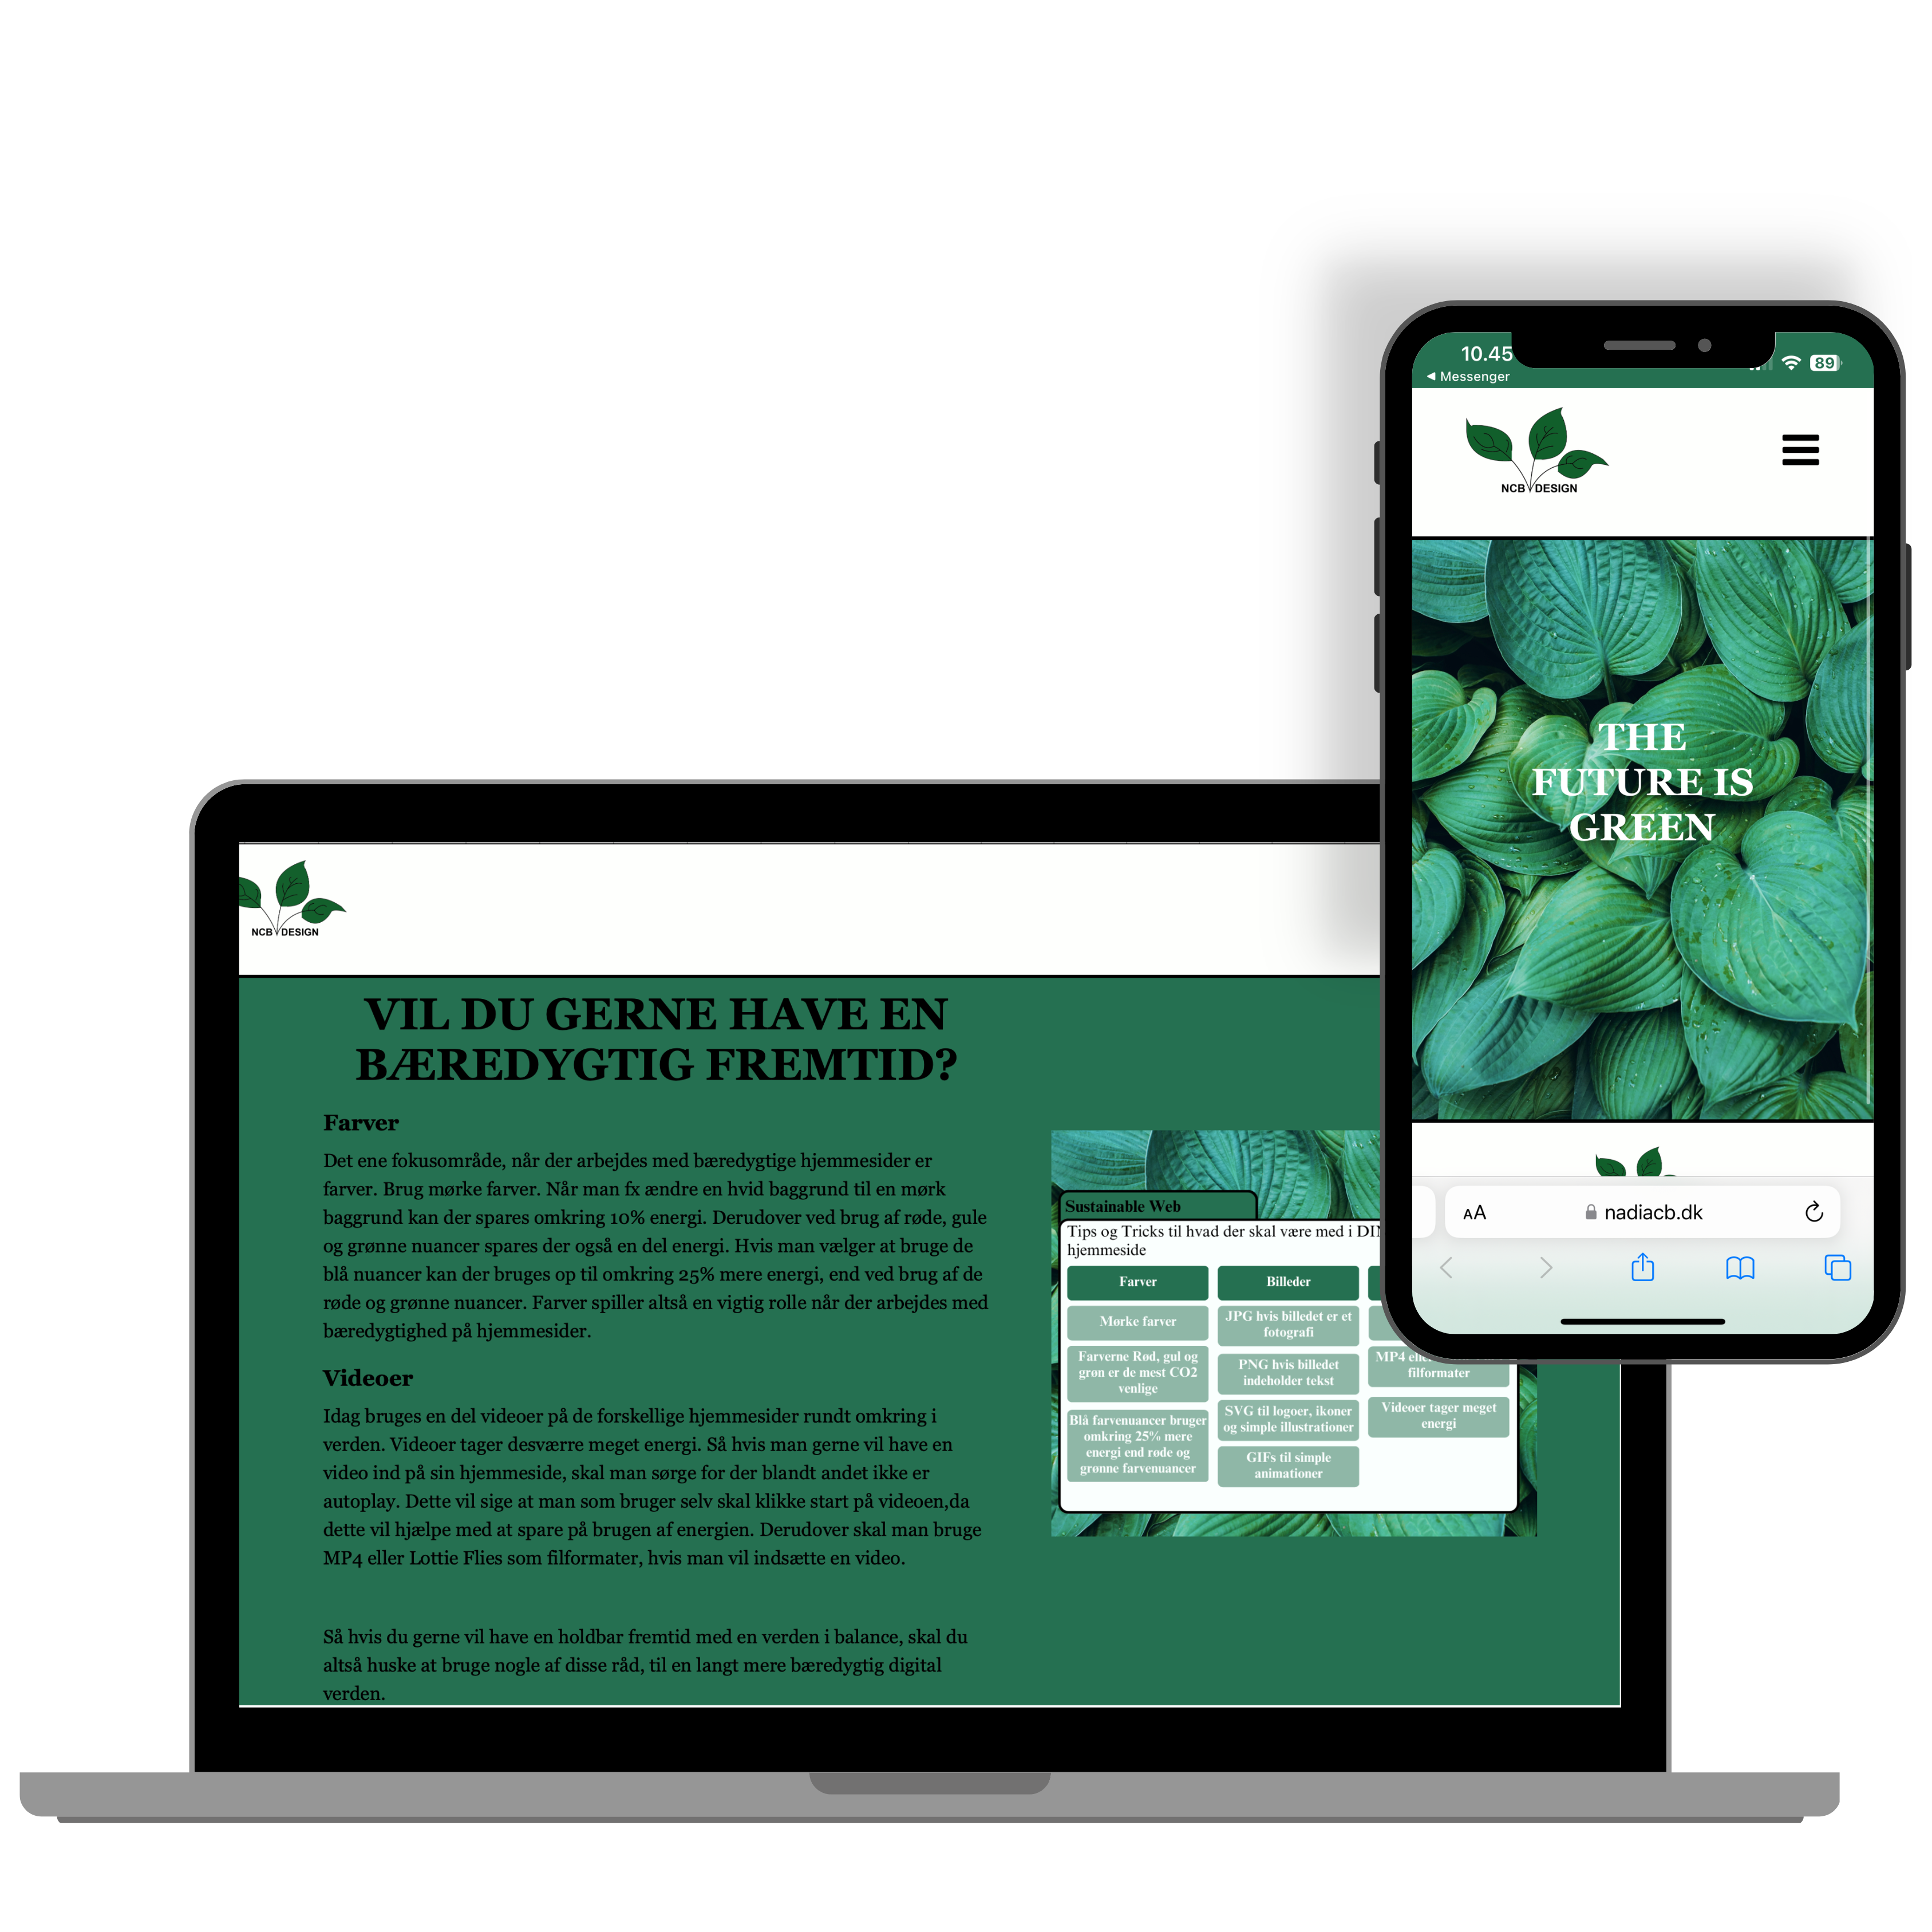 10.45
Messenger
89
NCB DESIGN
THE
FUTURE IS
GREEN
AA
nadiacb.dk
NCB DESIGN
VIL DU GERNE HAVE EN
BÆREDYGTIG FREMTID?
Farver
Det ene fokusområde, når der arbejdes med bæredygtige hjemmesider er
farver. Brug mørke farver. Når man fx ændre en hvid baggrund til en mørk
baggrund kan der spares omkring 10% energi. Derudover ved brug af røde, gule
og grønne nuancer spares der også en del energi. Hvis man vælger at bruge de
blå nuancer kan der bruges op til omkring 25% mere energi, end ved brug af de
røde og grønne nuancer. Farver spiller altså en vigtig rolle når der arbejdes med
bæredygtighed på hjemmesider.
Videoer
Idag bruges en del videoer på de forskellige hjemmesider rundt omkring i
verden. Videoer tager desværre meget energi. Så hvis man gerne vil have en
video ind på sin hjemmeside, skal man sørge for der blandt andet ikke er
autoplay. Dette vil sige at man som bruger selv skal klikke start på videoen,da
dette vil hjælpe med at spare på brugen af energien. Derudover skal man bruge
MP4 eller Lottie Flies som filformater, hvis man vil indsætte en video.
Så hvis du gerne vil have en holdbar fremtid med en verden i balance, skal du
altså huske at bruge nogle af disse råd, til en langt mere bæredygtig digital
verden.
Sustainable Web
Tips og Tricks til hvad der skal være med i
hjemmeside
Farver
Mørke farver
Farverne Rød, gul og
grøn er de mest CO2
venlige
Blå farvenuancer bruger
omkring 25% mere
energi end røde og
grønne farvenuancer
Billeder
JPG hvis billedet er et
fotografi
PNG hvis billedet
indeholder tekst
SVG til logoer, ikoner
og simple illustrationer
GIFs til simple
animationer
MP4
filformater
Videoer tager meget
energi